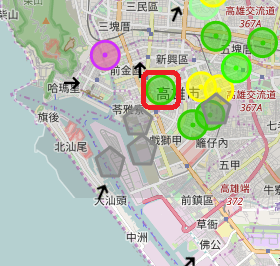 柴山
三民區
高雄交流道
367A
三塊厝
新興區
五塊厝
前金區
哈瑪星
高雄市
高雄交流道
367A
苓雅寮
旗後
戲獅甲
籬仔內
北汕尾
五甲
高雄端
372
大汕頭
前鎮區
草衙
中洲
佛公